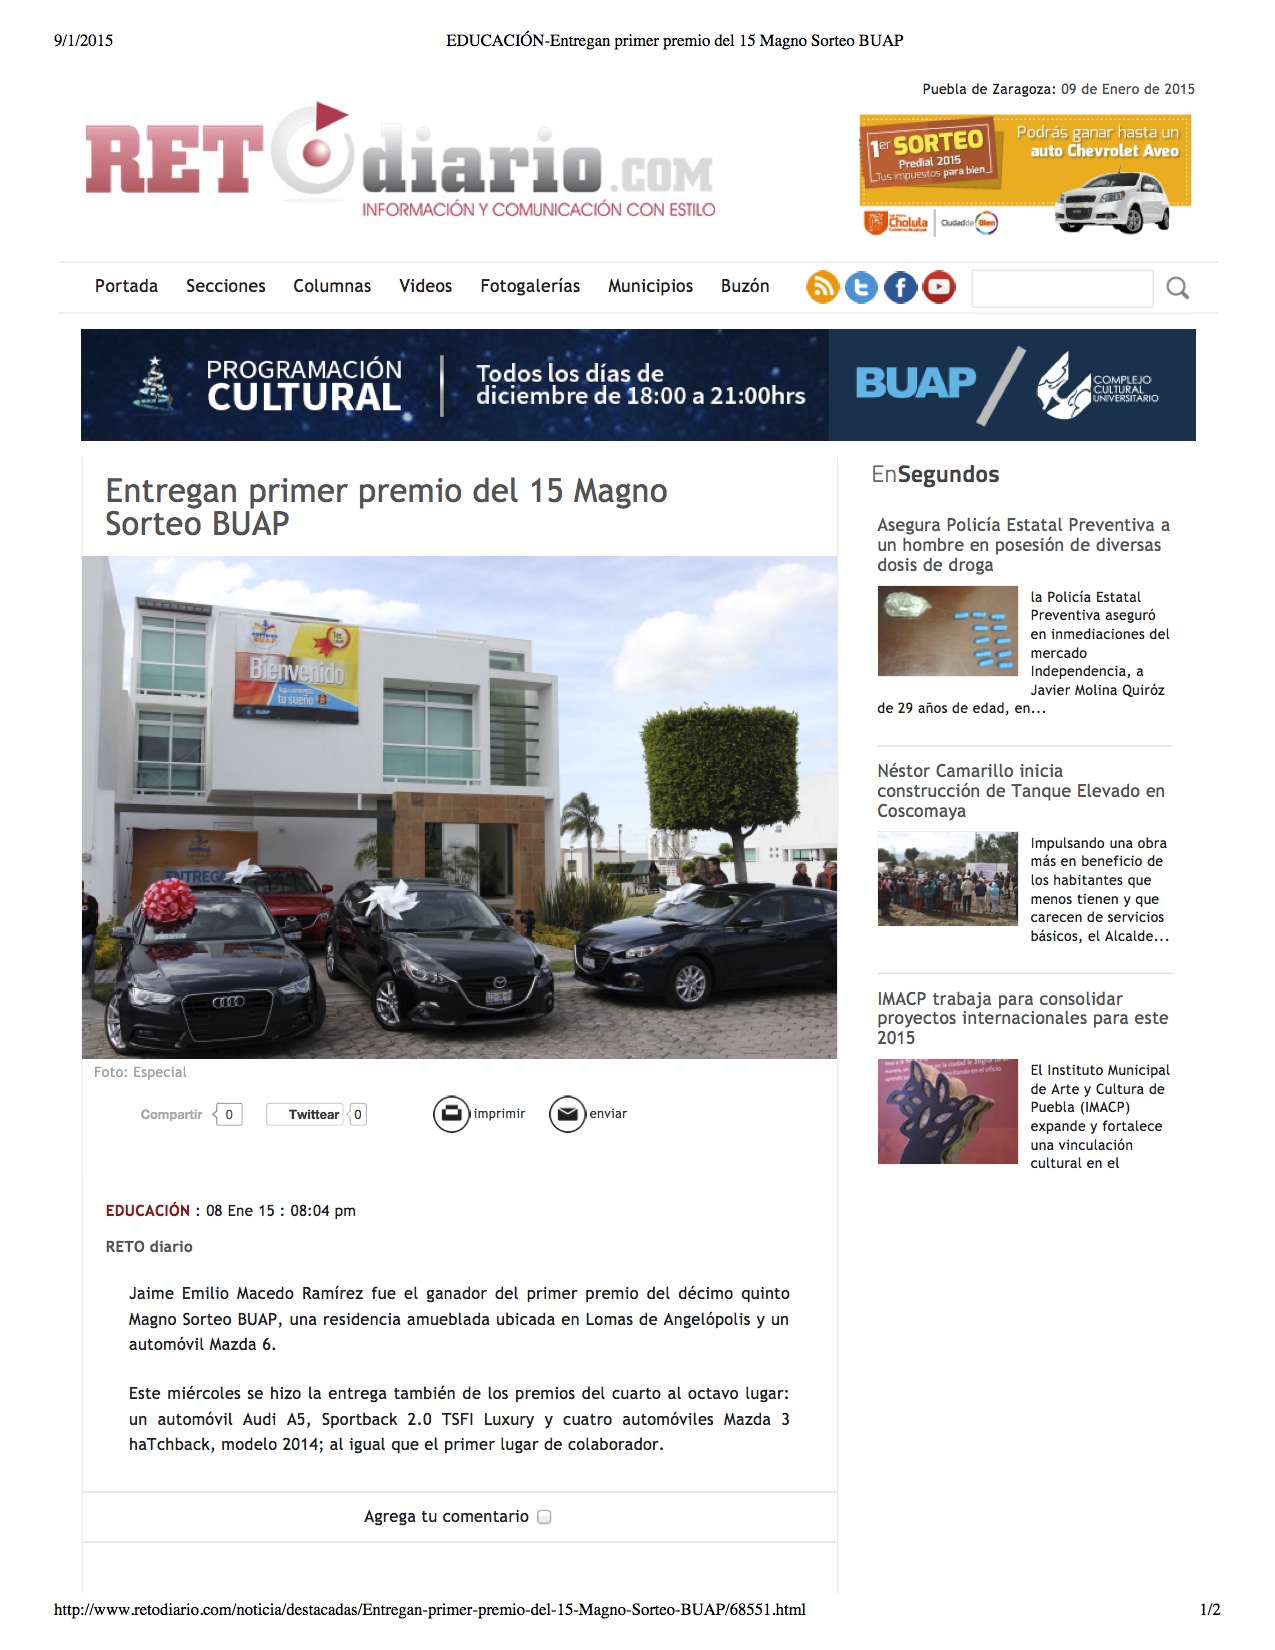 9/1/2015
EDUCACIÓN-Entregan primer premio del 15 Magno Sorteo BUAP
Puebla de Zaragoza: 09 de Enero de 2015
RETO diario.COM
INFORMACIÓN Y COMUNICACIÓN CON ESTILO
1er SORTEO
Predial 2015
Tus impuestos para bien
Podrás ganar hasta un
auto Chevrolet Aveo
Cholula
Ciudad de Bien
Portada Secciones Columnas Videos Fotogalerías Municipios Buzón
PROGRAMACIÓN
CULTURAL
Todos los días de
diciembre de 18:00 a 21:00hrs
BUAP
COMPLEJO
CULTURAL
UNIVERSITARIO
Entregan primer premio del 15 Magno
Sorteo BUAP
BUAP
Bienvenido
tu sueño
BUAP
ENTREGA
Foto: Especial
Compartir 0 Twittear 0 imprimir enviar
EDUCACIÓN : 08 Ene 15 : 08:04 pm
RETO diario
Jaime Emilio Macedo Ramírez fue el ganador del primer premio del décimo quinto
Magno Sorteo BUAP, una residencia amueblada ubicada en Lomas de Angelópolis y un
automóvil Mazda 6.
Este miércoles se hizo la entrega también de los premios del cuarto al octavo lugar:
un automóvil Audi A5, Sportback 2.0 TSFI Luxury y cuatro automóviles Mazda 3
haTchback, modelo 2014; al igual que el primer lugar de colaborador.
Agrega tu comentario
EnSegundos
Asegura Policía Estatal Preventiva a
un hombre en posesión de diversas
dosis de droga
la Policía Estatal
Preventiva aseguró
en inmediaciones del
mercado
Independencia, a
Javier Molina Quiróz
de 29 años de edad, en...
Néstor Camarillo inicia
construcción de Tanque Elevado en
Coscomaya
Impulsando una obra
más en beneficio de
los habitantes que
menos tienen y que
carecen de servicios
básicos, el Alcalde...
IMACP trabaja para consolidar
proyectos internacionales para este
2015
El Instituto Municipal
de Arte y Cultura de
Puebla (IMACP)
expande y fortalece
una vinculación
cultural en el
http://www.retodiario.com/noticia/destacadas/Entregan-primer-premio-del-15-Magno-Sorteo-BUAP/68551.html
1/2